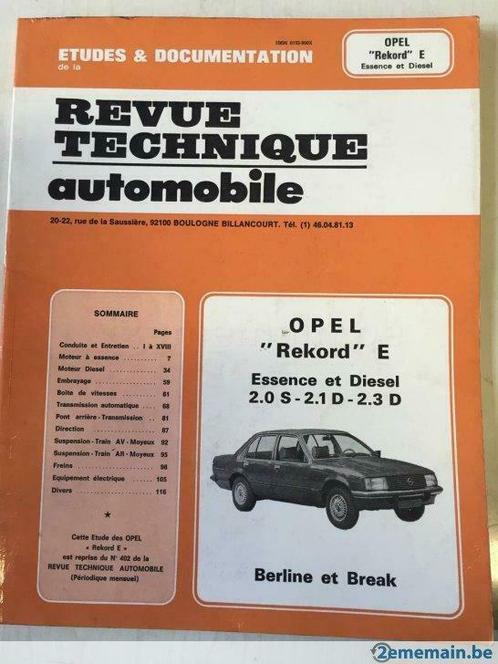 ETUDES & DOCUMENTATION
de la
OPEL
"Rekord" E
Essence et Diesel
REVUE
TECHNIQUE
automobile
20-22, rue de la Saussière, 92100 BOULOGNE BILLANCOURT. Tél. (1) 46.04.81.13
SOMMAIRE
Pages
Conduite et Entretien .. I à XVIII
Moteur à essence .......... 7
Moteur Diesel .......... 34
Embrayage .......... 59
Boite de vitesses .......... 61
Transmission automatique .... 68
Pont arrière - Transmission .. 81
Direction .......... 87
Suspension - Train AV - Moyeux 92
Suspension - Train AR - Moyeux 95
Freins .......... 98
Equipement électrique ...... 105
Divers .......... 116
★
Cette Etude des OPEL
« Rekord E »
est reprise du N° 402 de la
REVUE TECHNIQUE AUTOMOBILE
(Périodique mensuel)
OPEL
"Rekord" E
Essence et Diesel
2.0 S - 2.1 D - 2.3 D
Berline et Break
2ememain.be